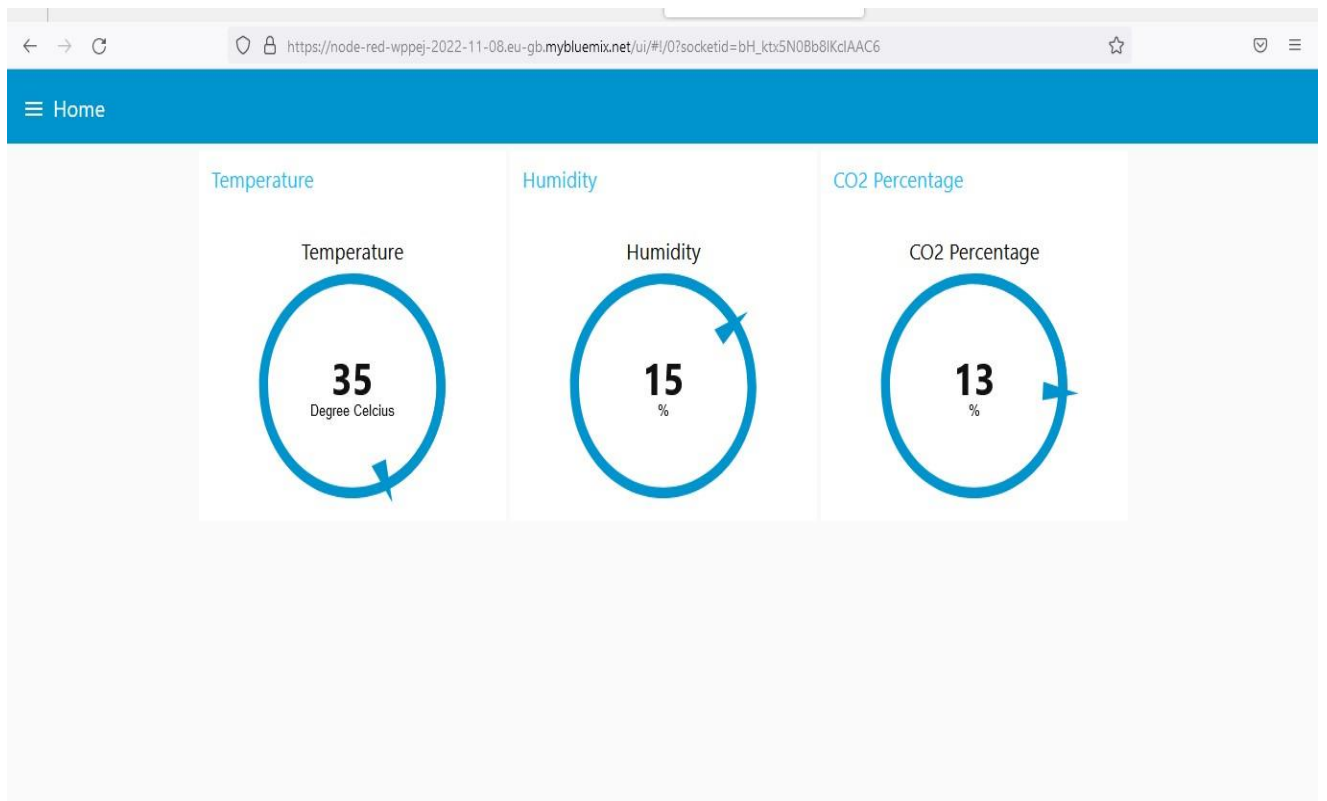 https://node-red-wppej-2022-11-08.eu-gb.mybluemix.net/ui/#!/0?socketid=bH_ktx5N0Bb8lKclAAC6
Home
Temperature
Humidity
CO2 Percentage
Temperature
Humidity
CO2 Percentage
35
Degree Celcius
15
%
13
%